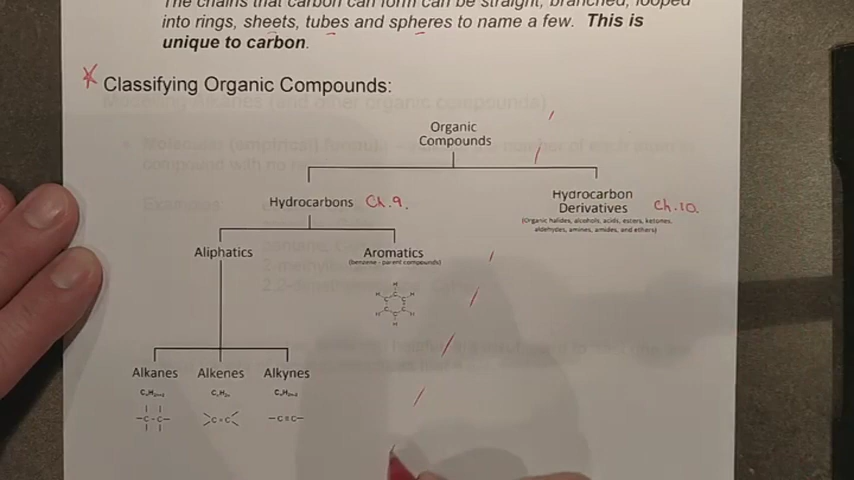 The chains that carbon can form can be straight, branched, looped
into rings, sheets, tubes and spheres to name a few. This is
unique to carbon.
Classifying Organic Compounds:
Organic
Compounds
Hydrocarbons Ch.9.
Hydrocarbon
Derivatives Ch.10.
(Organic halides, alcohols, acids, esters, ketones,
aldehydes, amines, amides, and ethers)
Aliphatics
Aromatics
(benzene - parent compounds)
Alkanes Alkenes Alkynes
CnH2n+2 CnH2n CnH2n-2